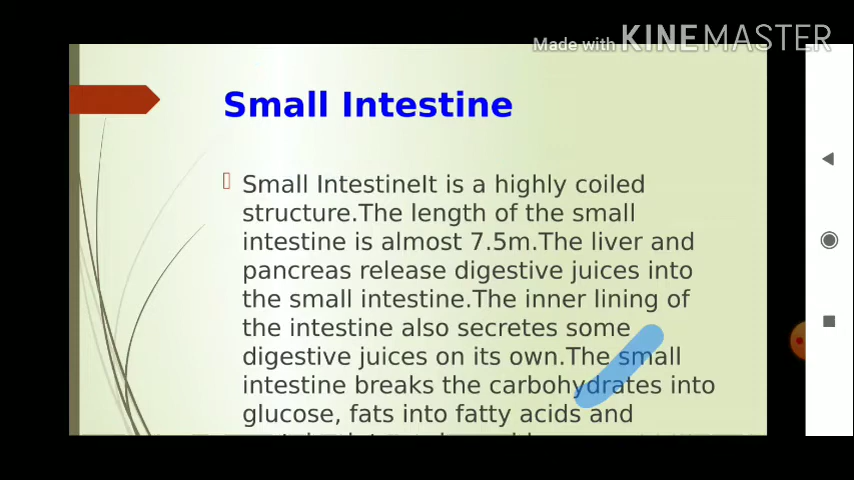 Made with KINEMASTER
Small Intestine
Small IntestineIt is a highly coiled
structure.The length of the small
intestine is almost 7.5m.The liver and
pancreas release digestive juices into
the small intestine.The inner lining of
the intestine also secretes some
digestive juices on its own.The small
intestine breaks the carbohydrates into
glucose, fats into fatty acids and